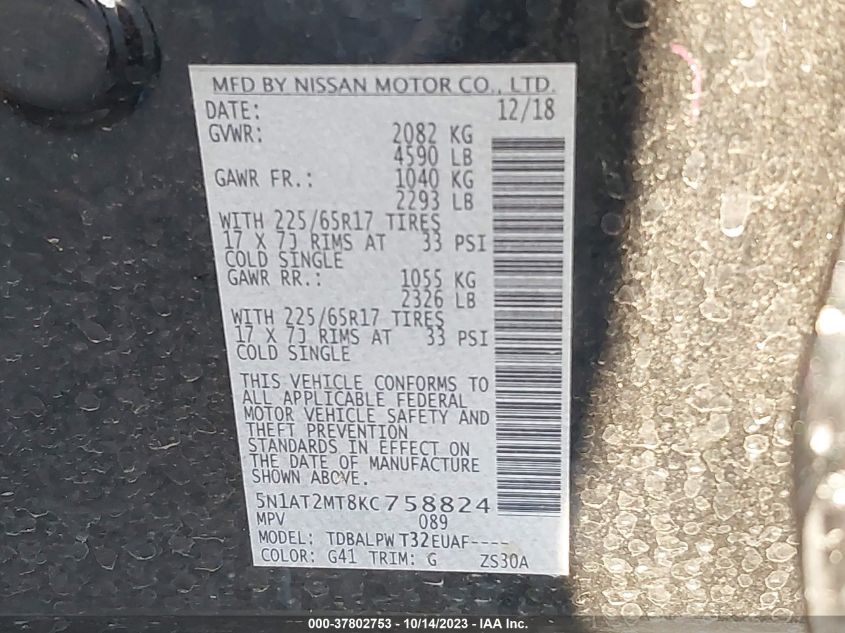 MFD BY NISSAN MOTOR CO., LTD.
DATE: 12/18
GVWR: 2082 KG
4590 LB
GAWR FR.: 1040 KG
2293 LB
WITH 225/65R17 TIRES
17 X 7J RIMS AT 33 PSI
COLD SINGLE
GAWR RR.: 1055 KG
2326 LB
WITH 225/65R17 TIRES
17 X 7J RIMS AT 33 PSI
COLD SINGLE
THIS VEHICLE CONFORMS TO
ALL APPLICABLE FEDERAL
MOTOR VEHICLE SAFETY AND
THEFT PREVENTION
STANDARDS IN EFFECT ON
THE DATE OF MANUFACTURE
SHOWN ABOVE.
5N1AT2MT8KC758824
MPV 089
MODEL: TDBALPW T32EUAF----
COLOR: G41 TRIM: G ZS30A
000-37802753 - 10/14/2023 - IAA Inc.